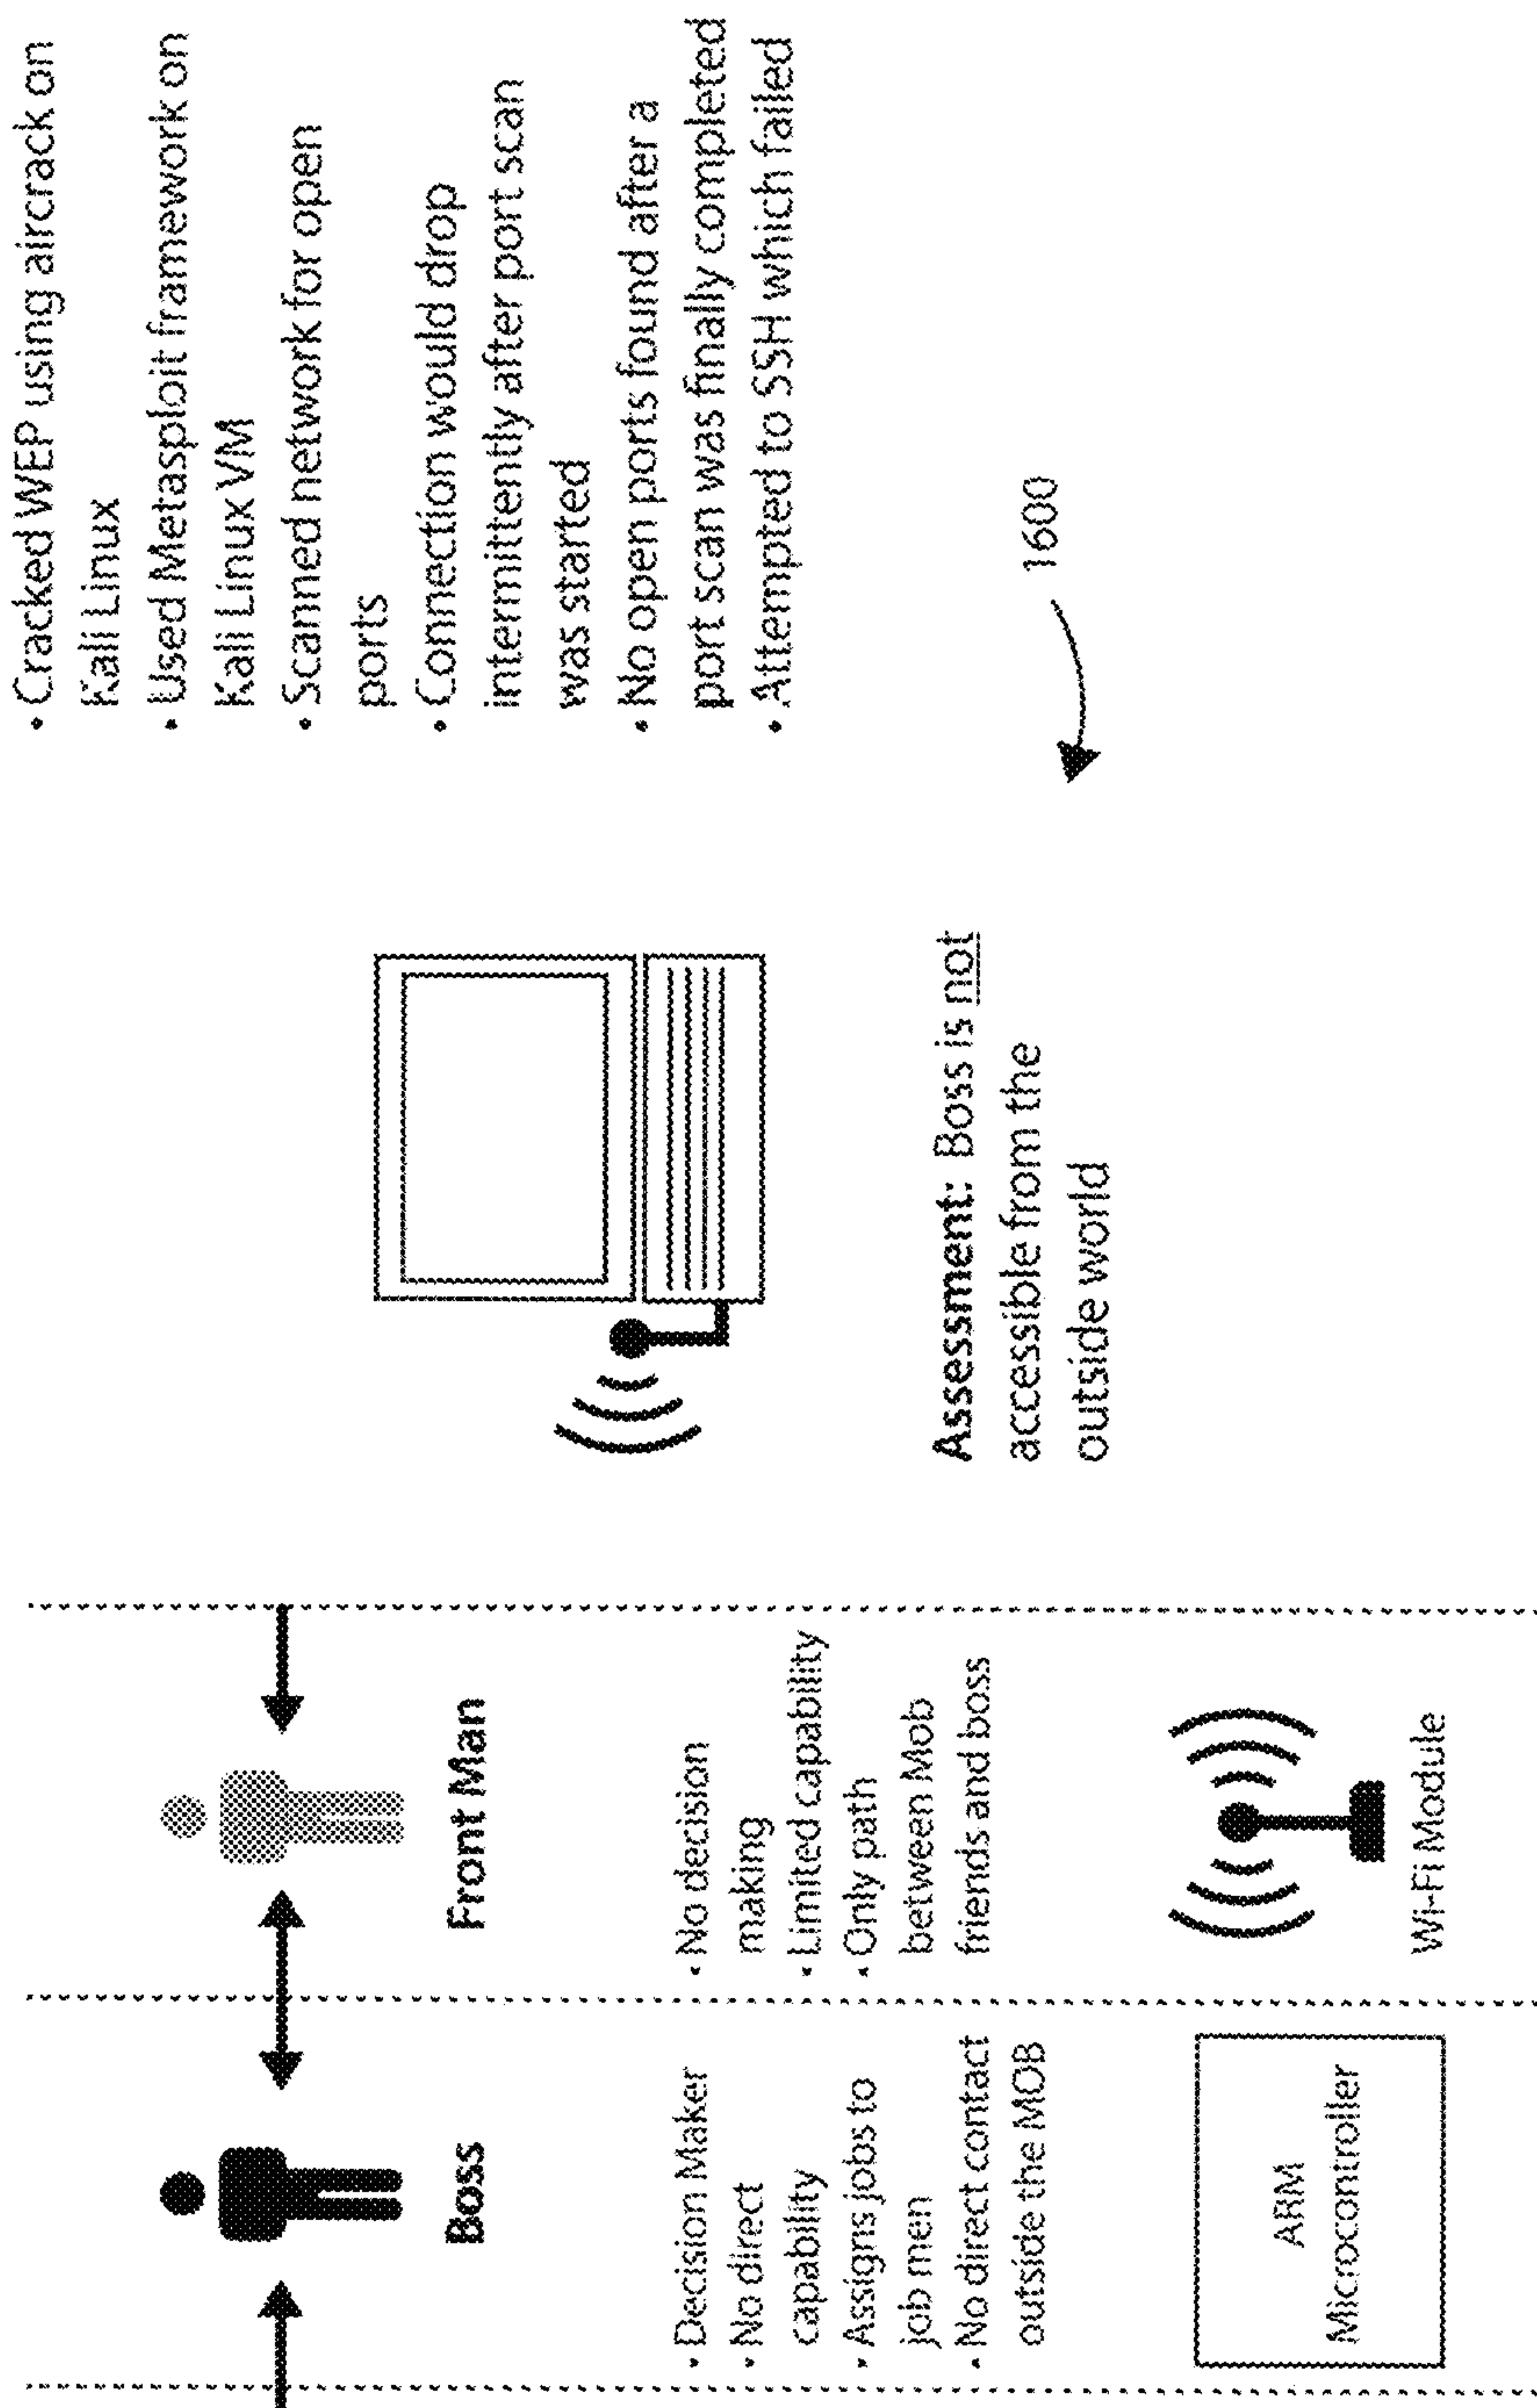 Boss
• Decision Maker
• No direct
capability
• Assigns jobs to
job men
• No direct contact
outside the MOB
ARM
Microcontroller
Front Man
• No decision
making
• Limited capability
• Only path
between Mob
friends and boss
Wi-Fi Module
Assessment: Boss is not
accessible from the
outside world
• Cracked WEP using aircrack on
Kali Linux
• Used Metasploit framework on
Kali Linux VM
• Scanned network for open
ports
• Connection would drop
intermittently after port scan
was started
• No open ports found after a
port scan was finally completed
• Attempted to SSH which failed
1600